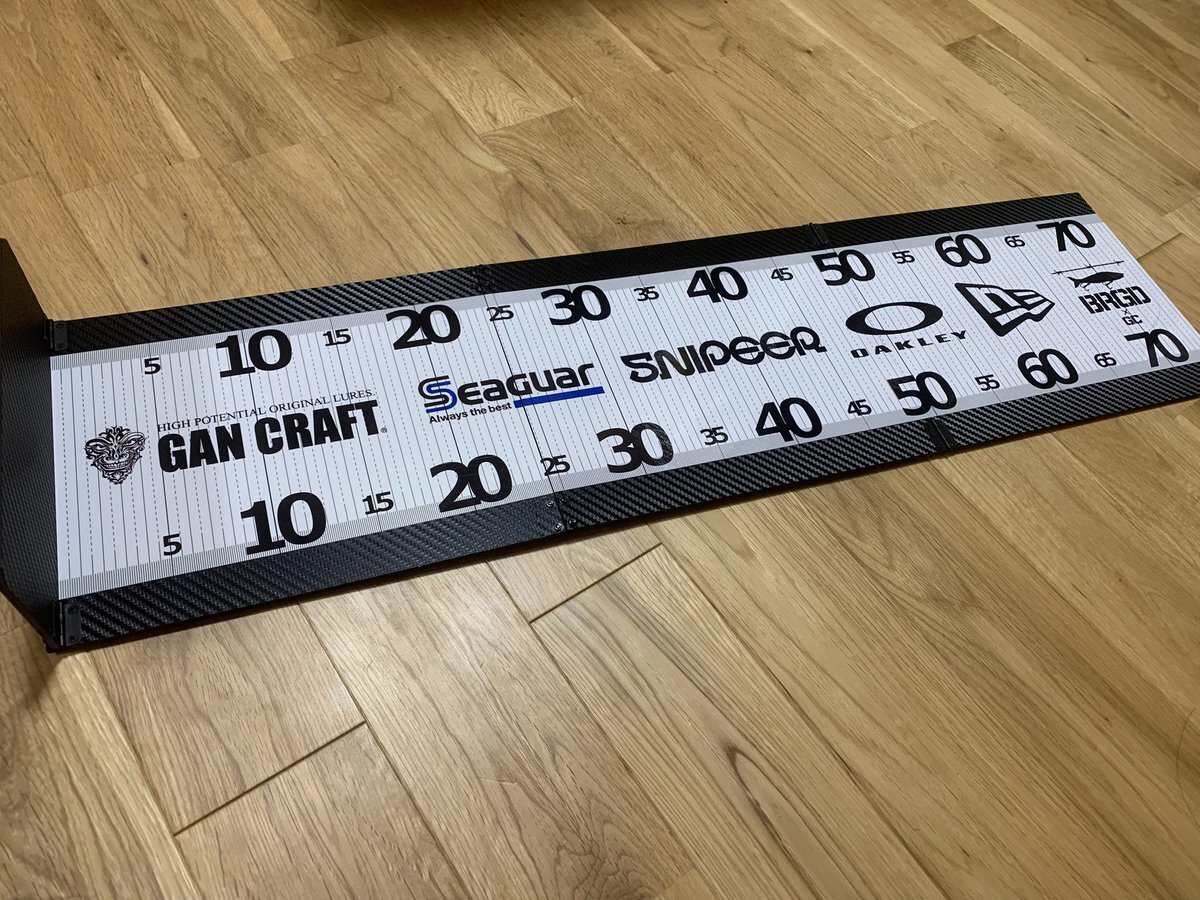 5 10 15 20 25 30 35 40 45 50 55 60 65 70
HIGH POTENTIAL ORIGINAL LURES.
GAN CRAFT®
Seaguar
Always the best
SNIPEER
OAKLEY
NE
BRGD
×
GC
5 10 15 20 25 30 35 40 45 50 55 60 65 70